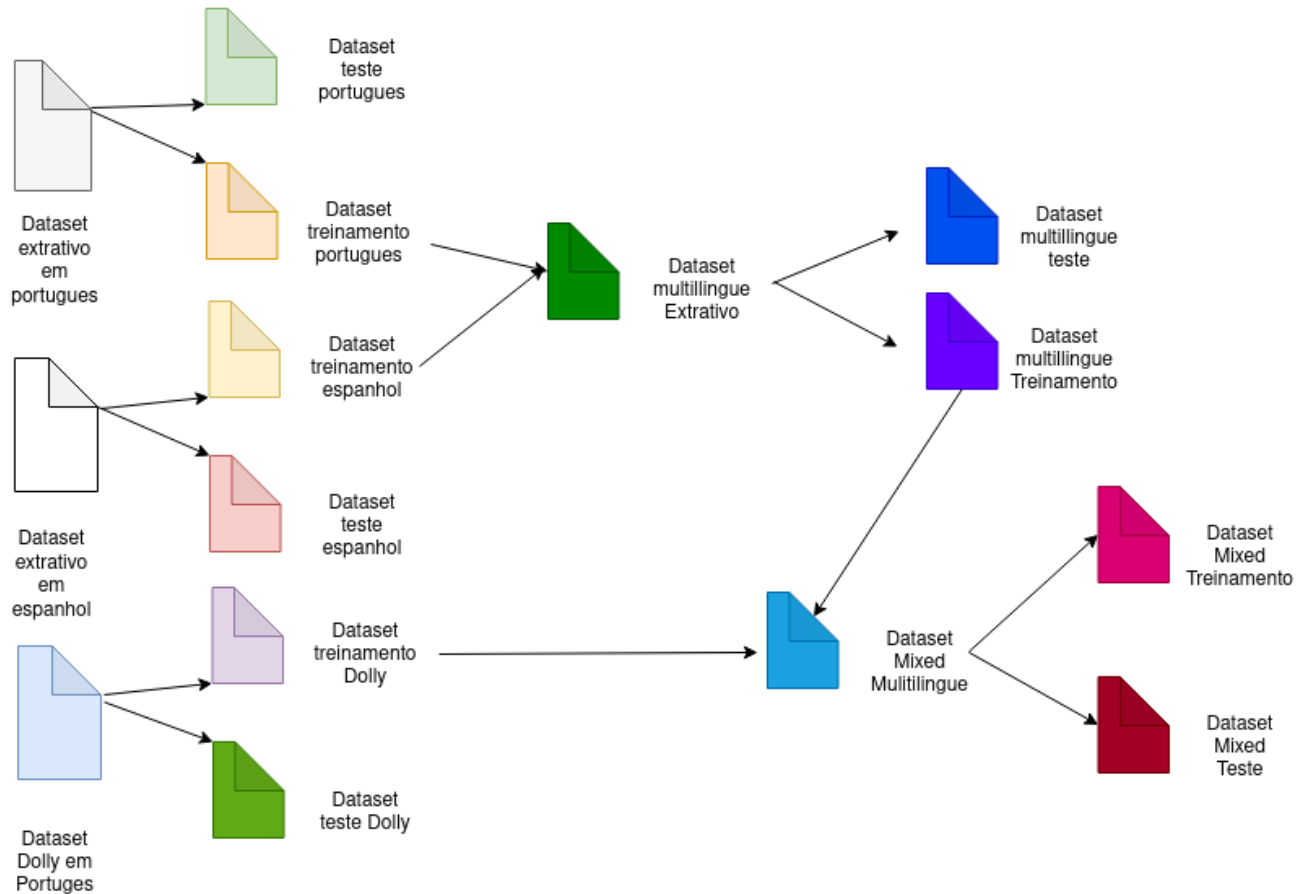 Dataset
teste
portugues
Dataset
extrativo
em
portugues
Dataset
treinamento
portugues
Dataset
treinamento
espanhol
Dataset
multillingue
Extrativo
Dataset
multillingue
teste
Dataset
multillingue
Treinamento
Dataset
extrativo
em
espanhol
Dataset
teste
espanhol
Dataset
treinamento
Dolly
Dataset
Mixed
Mulitilingue
Dataset
Mixed
Treinamento
Dataset
Mixed
Teste
Dataset
teste Dolly
Dataset
Dolly em
Portuges